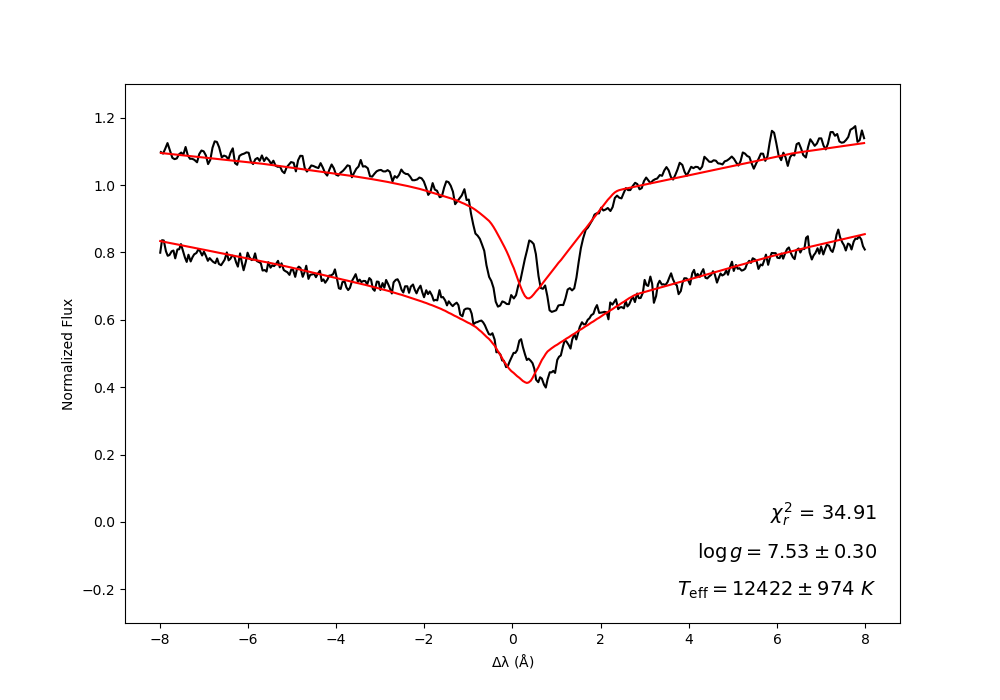 1.2
1.0
0.8
0.6
0.4
0.2
0.0
−0.2
Normalized Flux
χ²ᵣ = 34.91
log g = 7.53 ± 0.30
T_eff = 12422 ± 974 K
−8 −6 −4 −2 0 2 4 6 8
Δλ (Å)